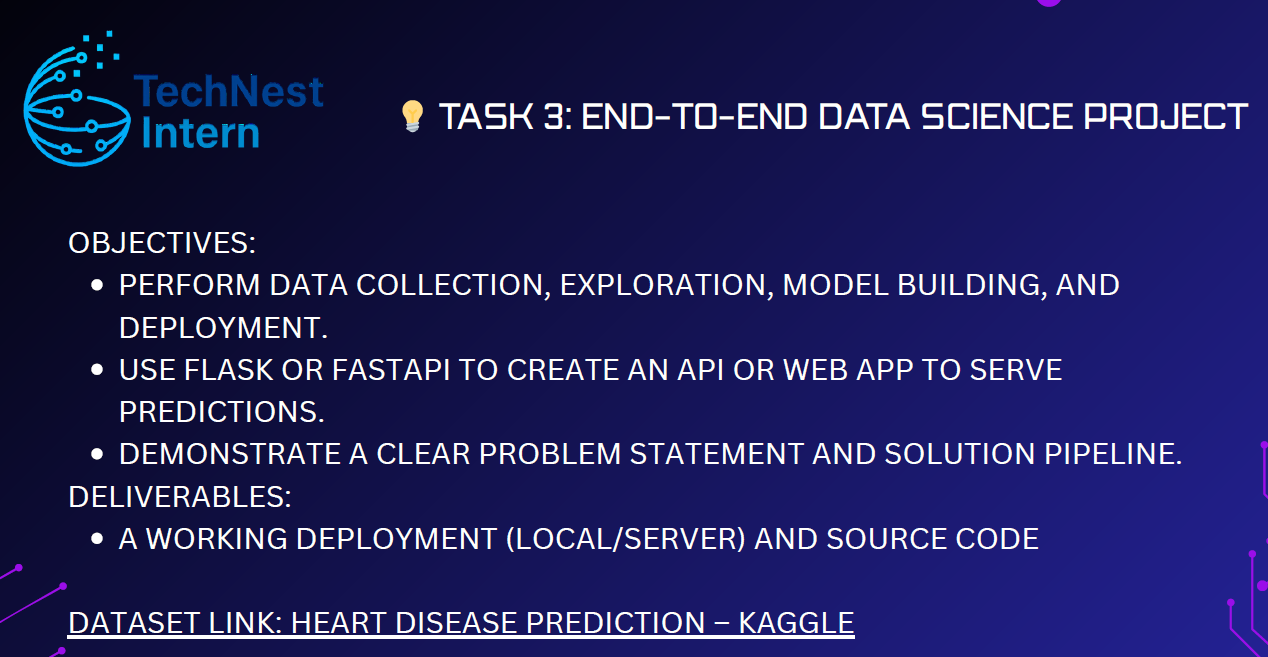 TechNest
Intern
💡 TASK 3: END-TO-END DATA SCIENCE PROJECT
OBJECTIVES:
• PERFORM DATA COLLECTION, EXPLORATION, MODEL BUILDING, AND
DEPLOYMENT.
• USE FLASK OR FASTAPI TO CREATE AN API OR WEB APP TO SERVE
PREDICTIONS.
• DEMONSTRATE A CLEAR PROBLEM STATEMENT AND SOLUTION PIPELINE.
DELIVERABLES:
• A WORKING DEPLOYMENT (LOCAL/SERVER) AND SOURCE CODE
DATASET LINK: HEART DISEASE PREDICTION – KAGGLE